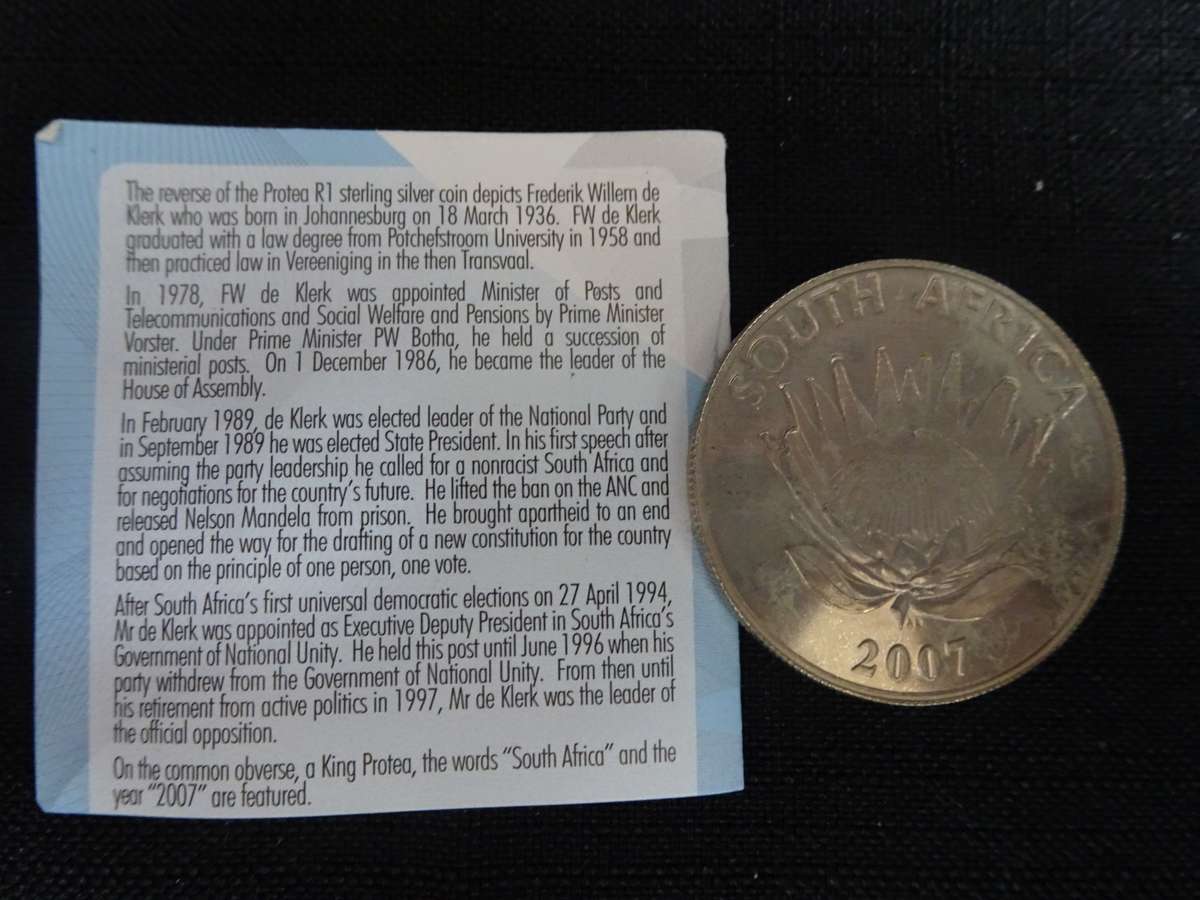 The reverse of the Protea R1 sterling silver coin depicts Frederik Willem de
Klerk who was born in Johannesburg on 18 March 1936. FW de Klerk
graduated with a law degree from Potchefstroom University in 1958 and
then practiced law in Vereeniging in the then Transvaal.
In 1978, FW de Klerk was appointed Minister of Posts and
Telecommunications and Social Welfare and Pensions by Prime Minister
Vorster. Under Prime Minister PW Botha, he held a succession of
ministerial posts. On 1 December 1986, he became the leader of the
House of Assembly.
In February 1989, de Klerk was elected leader of the National Party and
in September 1989 he was elected State President. In his first speech after
assuming the party leadership he called for a nonracist South Africa and
for negotiations for the country's future. He lifted the ban on the ANC and
released Nelson Mandela from prison. He brought apartheid to an end
and opened the way for the drafting of a new constitution for the country
based on the principle of one person, one vote.
After South Africa's first universal democratic elections on 27 April 1994,
Mr de Klerk was appointed as Executive Deputy President in South Africa's
Government of National Unity. He held this post until June 1996 when his
party withdrew from the Government of National Unity. From then until
his retirement from active politics in 1997, Mr de Klerk was the leader of
the official opposition.
On the common obverse, a King Protea, the words "South Africa" and the
year "2007" are featured.
SOUTH AFRICA
2007